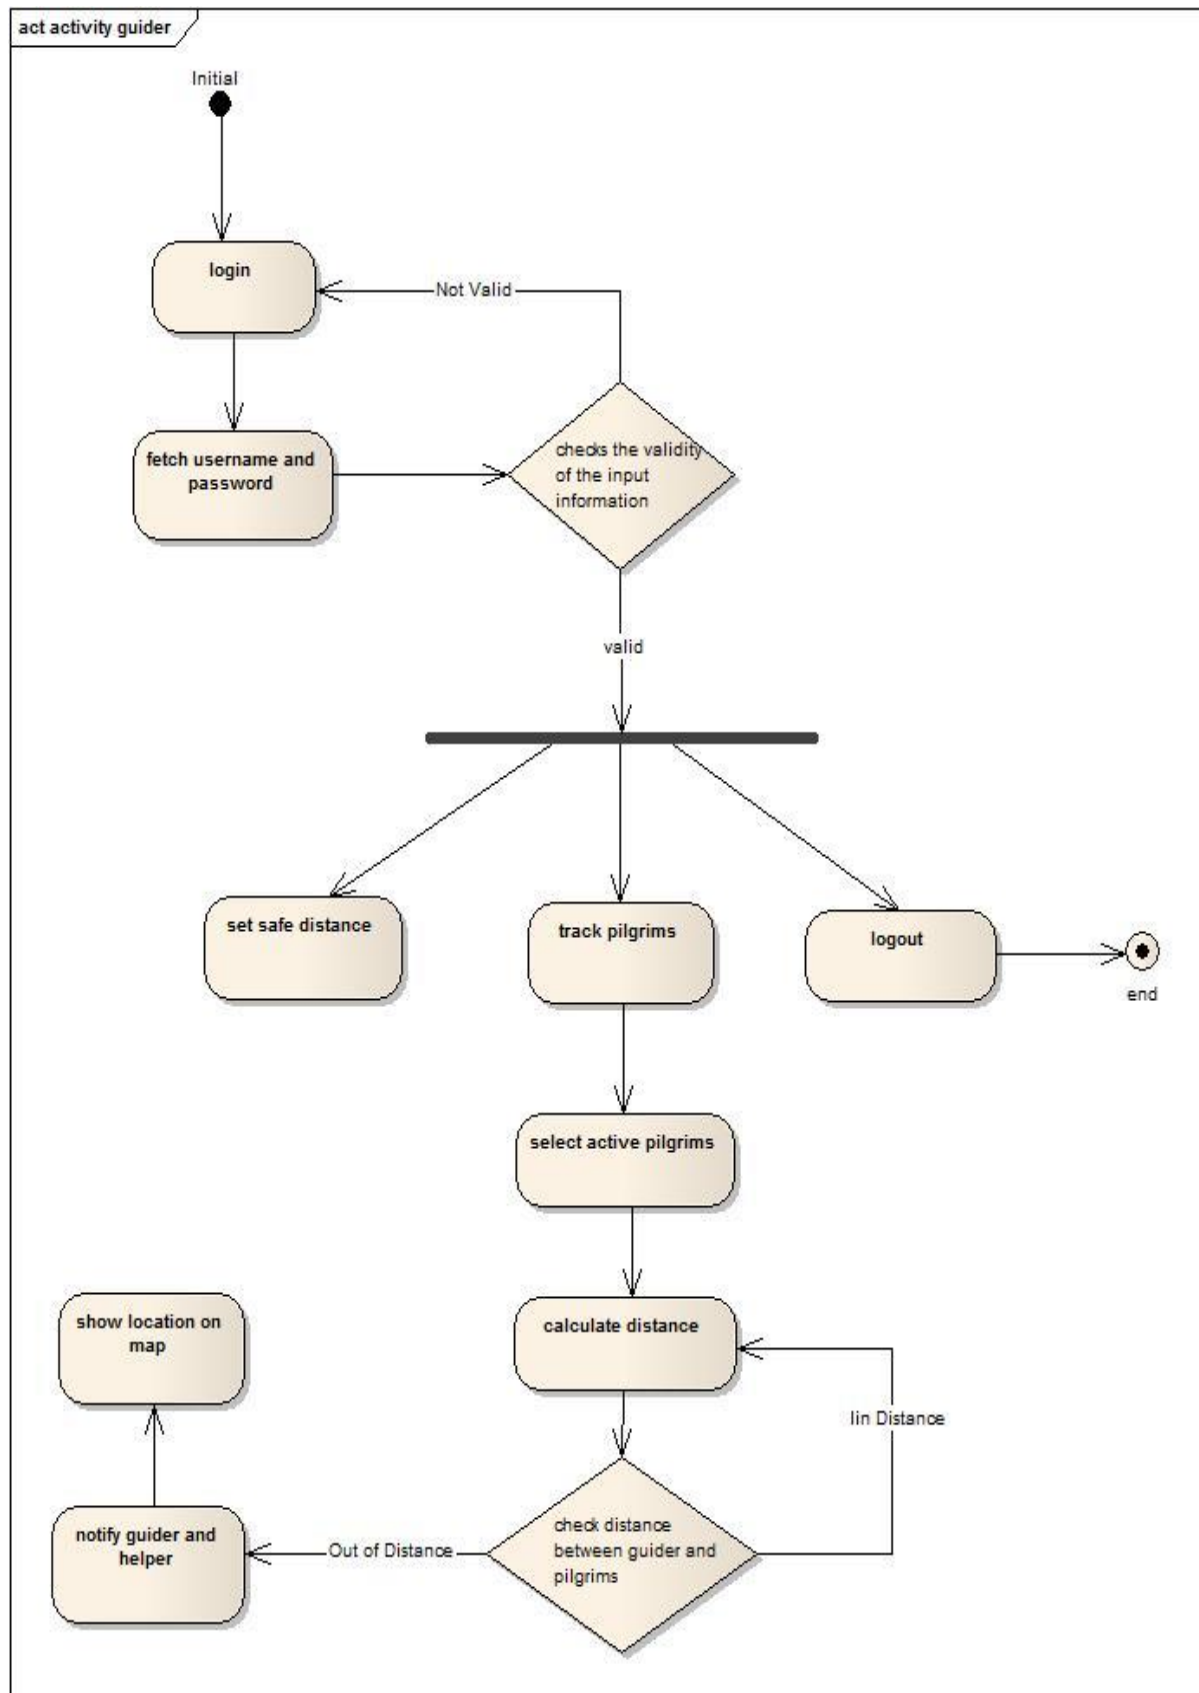 act activity guider
Initial
login
Not Valid
fetch username and
password
checks the validity
of the input
information
valid
set safe distance
track pilgrims
logout
end
select active pilgrims
show location on
map
calculate distance
Iin Distance
notify guider and
helper
Out of Distance
check distance
between guider and
pilgrims